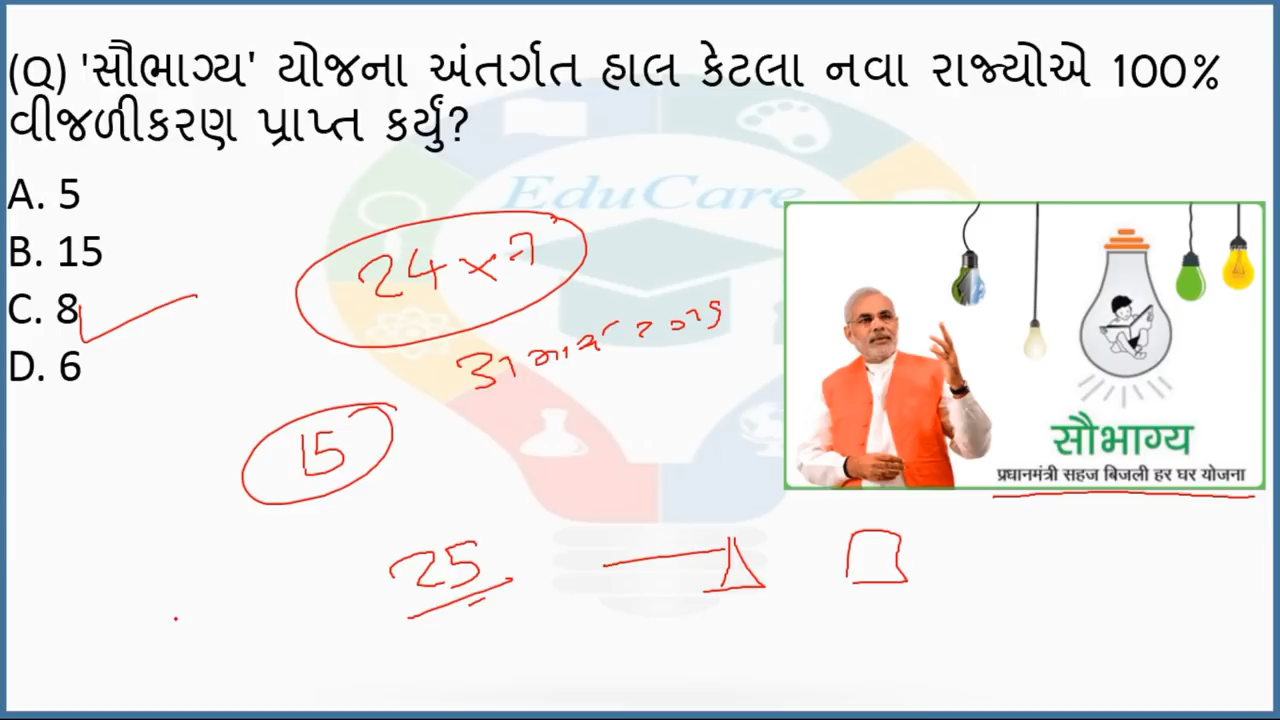 (Q) 'સૌભાગ્ય' યોજના અંતર્ગત હાલ કેટલા નવા રાજ્યોએ 100%
વીજળીકરણ પ્રાપ્ત કર્યું?
A. 5
B. 15
C. 8
D. 6
EduCare
24 x 7
31 માર્ચ
15
25
सौभाग्य
प्रधानमंत्री सहज बिजली हर घर योजना